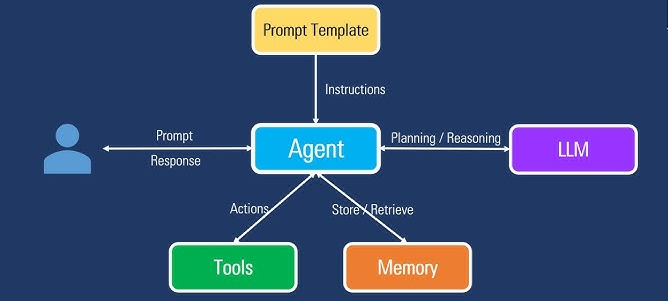 Prompt Template
Instructions
Prompt
Response
Agent
Planning / Reasoning
LLM
Actions
Store / Retrieve
Tools
Memory